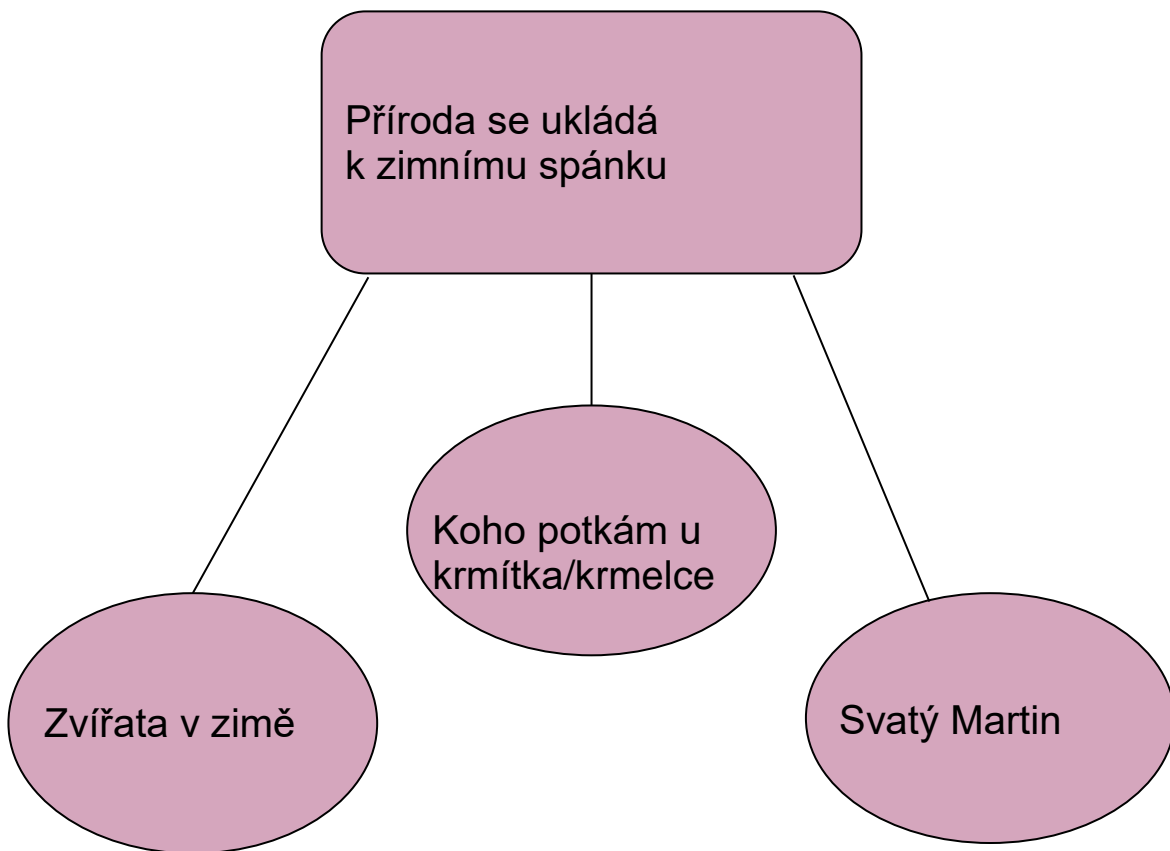 Příroda se ukládá
k zimnímu spánku
Koho potkám u
krmítka/krmelce
Zvířata v zimě
Svatý Martin